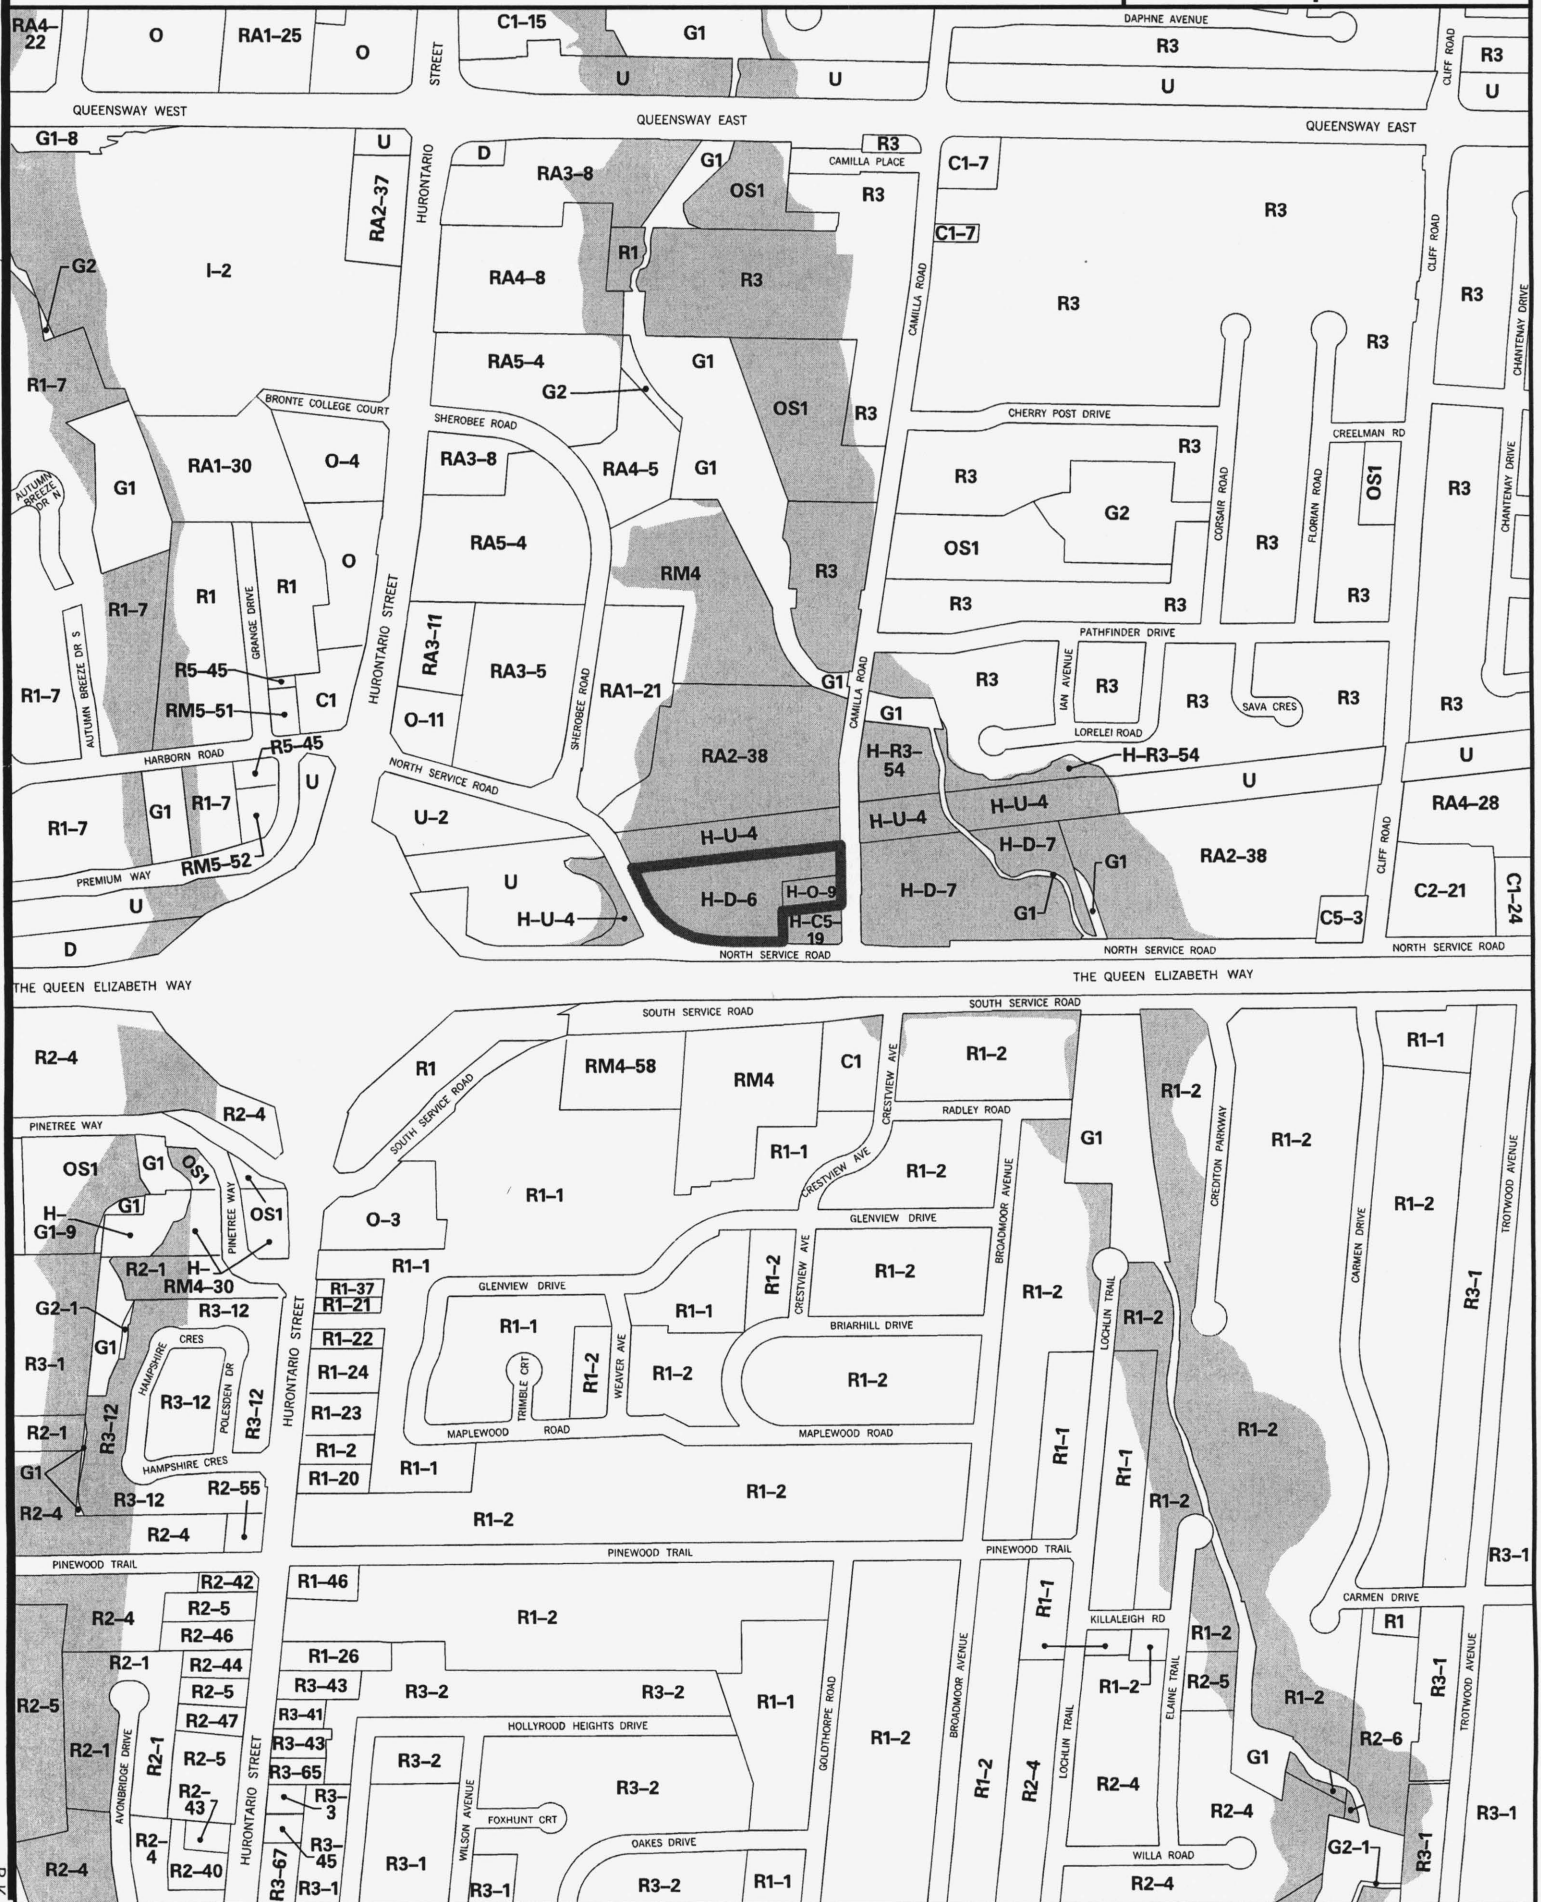 RA4–
22
O
RA1–25
O
STREET
C1–15
G1
U
U
DAPHNE AVENUE
R3
U
CLIFF ROAD
R3
U
QUEENSWAY WEST
QUEENSWAY EAST
QUEENSWAY EAST
G1–8
U
RA2–37
HURONTARIO
D
RA3–8
G1
OS1
R3
CAMILLA PLACE
R3
C1–7
C1–7
R3
CLIFF ROAD
G2
I–2
RA4–8
R1
R3
CAMILLA ROAD
R3
R3
R3
CHANTENAY DRIVE
R1–7
RA5–4
G2
G1
OS1
R3
BRONTE COLLEGE COURT
SHEROBEE ROAD
CHERRY POST DRIVE
CREELMAN RD
AUTUMN
BREEZE
DR N
G1
RA1–30
O–4
RA3–8
RA4–5
G1
R3
R3
G2
CORSAIR ROAD
FLORIAN ROAD
OS1
R3
CHANTENAY DRIVE
RA5–4
OS1
R3
O
RM4
R3
R1–7
R1
GRANGE DRIVE
R1
R3
R3
R3
HURONTARIO STREET
RA3–11
RA3–5
SHEROBEE ROAD
RA1–21
PATHFINDER DRIVE
R5–45
RM5–51
C1
O–11
G1
CAMILLA ROAD
G1
R3
IAN AVENUE
R3
R3
SAVA CRES
R3
R3
R1–7
AUTUMN BREEZE DR S
LORELEI ROAD
HARBORN ROAD
R5–45
U
NORTH SERVICE ROAD
RA2–38
H–R3–
54
H–R3–54
U
U
R1–7
G1
R1–7
RM5–52
U–2
H–U–4
H–U–4
H–U–4
H–D–7
RA4–28
CLIFF ROAD
PREMIUM WAY
U
D
U
H–U–4
H–D–6
H–O–9
H–C5–
19
H–D–7
G1
G1
RA2–38
C2–21
C1–24
C5–3
NORTH SERVICE ROAD
NORTH SERVICE ROAD
NORTH SERVICE ROAD
THE QUEEN ELIZABETH WAY
THE QUEEN ELIZABETH WAY
SOUTH SERVICE ROAD
SOUTH SERVICE ROAD
R2–4
R1
SOUTH SERVICE ROAD
RM4–58
RM4
C1
CRESTVIEW AVE
R1–2
R1–2
R1–1
R2–4
PINETREE WAY
RADLEY ROAD
G1
CREDITON PARKWAY
R1–2
TROTWOOD AVENUE
OS1
G1
OS1
R1–1
CRESTVIEW AVE
R1–2
R1–1
G1
PINETREE WAY
OS1
O–3
R1–2
H–
G1–9
GLENVIEW DRIVE
BROADMOOR AVENUE
CARMEN DRIVE
R2–1
H–
RM4–30
R1–1
R1–2
CRESTVIEW AVE
R1–2
R1–2
R3–1
G2–1
R3–12
R1–37
R1–21
GLENVIEW DRIVE
R1–1
LOCHLIN TRAIL
R1–2
R3–1
G1
HAMPSHIRE
CRES
R3–12
POLESDEN DR
R3–12
HURONTARIO STREET
R1–22
R1–24
R1–1
TRIMBLE CRT
R1–2
WEAVER AVE
R1–2
BRIARHILL DRIVE
R1–2
R2–1
R3–12
R1–23
R1–2
R1–20
MAPLEWOOD
ROAD
MAPLEWOOD ROAD
R1–1
R1–1
R1–2
G1
HAMPSHIRE CRES
R1–1
R1–2
R2–4
R3–12
R2–55
R1–2
R1–2
R2–4
PINEWOOD TRAIL
PINEWOOD TRAIL
PINEWOOD TRAIL
R3–1
R2–42
R1–46
R2–4
R2–5
R2–46
R1–2
R1–1
KILLALEIGH RD
CARMEN DRIVE
R1
R1–2
R2–1
R2–44
R1–26
R2–5
R2–5
R3–43
R3–2
R3–2
R1–1
R1–2
R2–5
R1–2
R3–1
TROTWOOD AVENUE
R2–47
R3–41
HOLLYROOD HEIGHTS DRIVE
GOLDTHORPE ROAD
BROADMOOR AVENUE
ELAINE TRAIL
R2–1
AVONBRIDGE DRIVE
R2–1
R2–5
HURONTARIO STREET
R3–43
R3–65
R3–2
R1–2
R1–2
R2–4
LOCHLIN TRAIL
G1
R2–6
R2–
43
R3–
3
WILSON AVENUE
R3–2
R2–4
R2–4
R3–1
FOXHUNT CRT
R2–4
R2–
4
R2–40
R3–
45
R3–67
R3–1
R3–1
R3–1
OAKES DRIVE
R3–2
R1–1
WILLA ROAD
R2–4
G2–1
R3–1